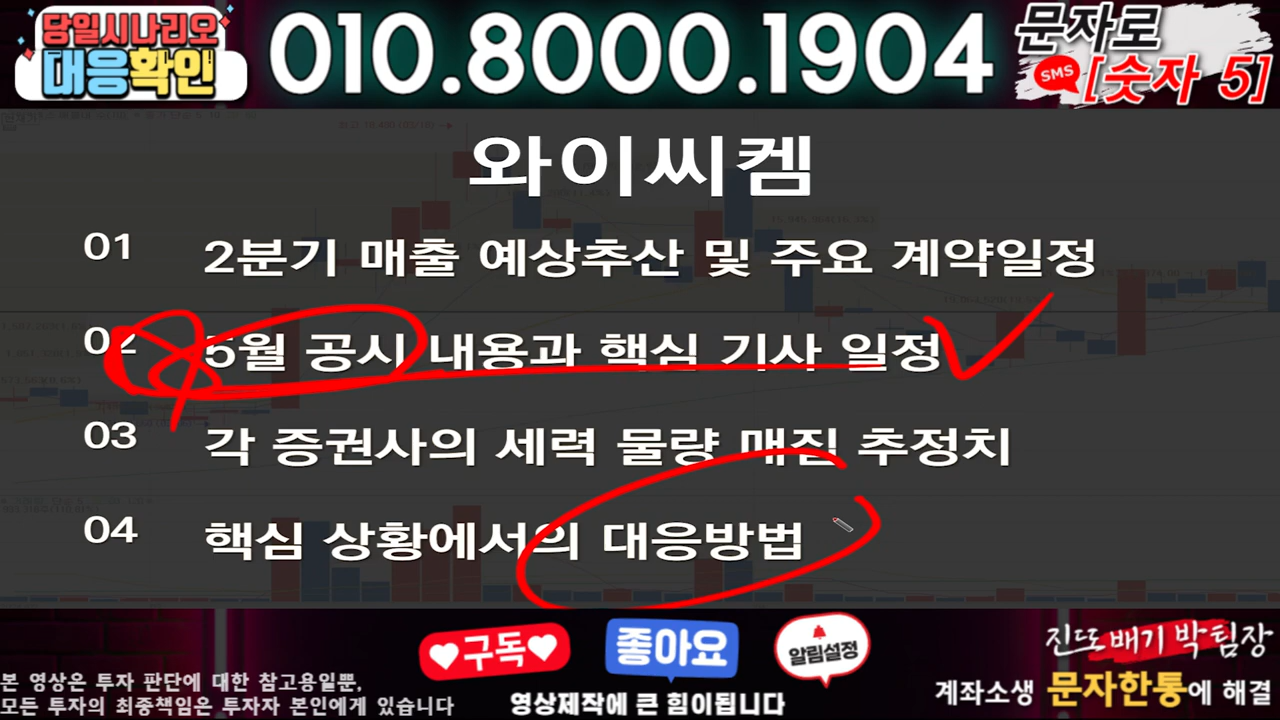 당일시나리오
대응확인
010.8000.1904
문자로
SMS [숫자 5]
와이씨켐
01 2분기 매출 예상추산 및 주요 계약일정
02 5월 공시 내용과 핵심 기사 일정
03 각 증권사의 세력 물량 매집 추정치
04 핵심 상황에서의 대응방법
구독
좋아요
알림설정
영상제작에 큰 힘이됩니다
본 영상은 투자 판단에 대한 참고용일뿐,
모든 투자의 최종책임은 투자자 본인에게 있습니다
진또배기 박팀장
계좌소생 문자한통에 해결